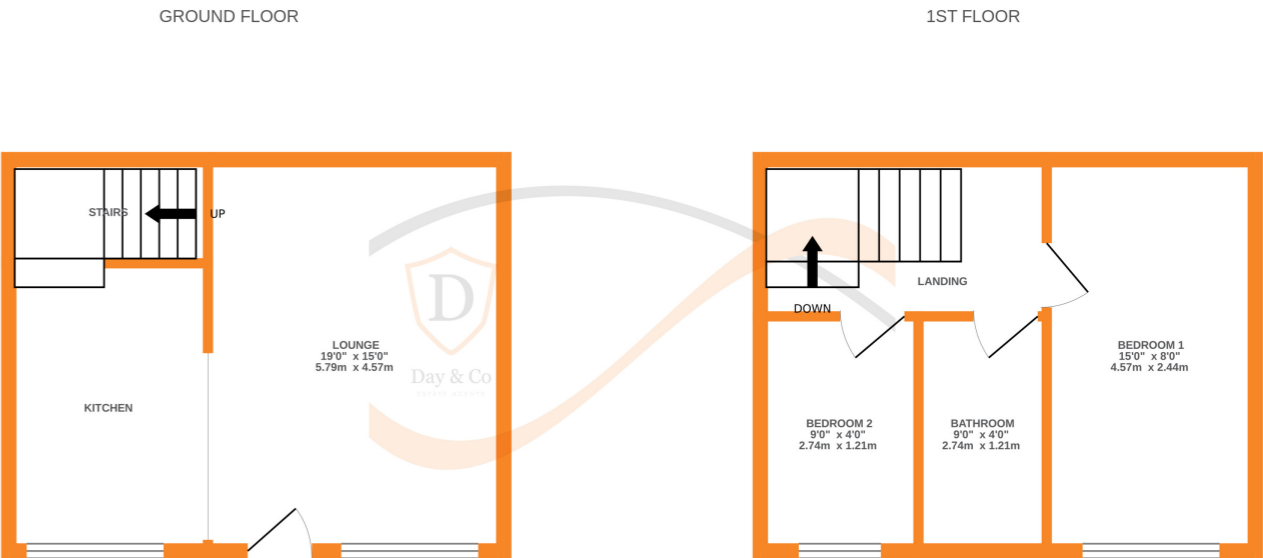 GROUND FLOOR
1ST FLOOR
STAIRS
UP
LOUNGE
19'0" x 15'0"
5.79m x 4.57m
KITCHEN
D
Day & Co
ESTATE AGENTS
LANDING
DOWN
BEDROOM 1
15'0" x 8'0"
4.57m x 2.44m
BEDROOM 2
9'0" x 4'0"
2.74m x 1.21m
BATHROOM
9'0" x 4'0"
2.74m x 1.21m